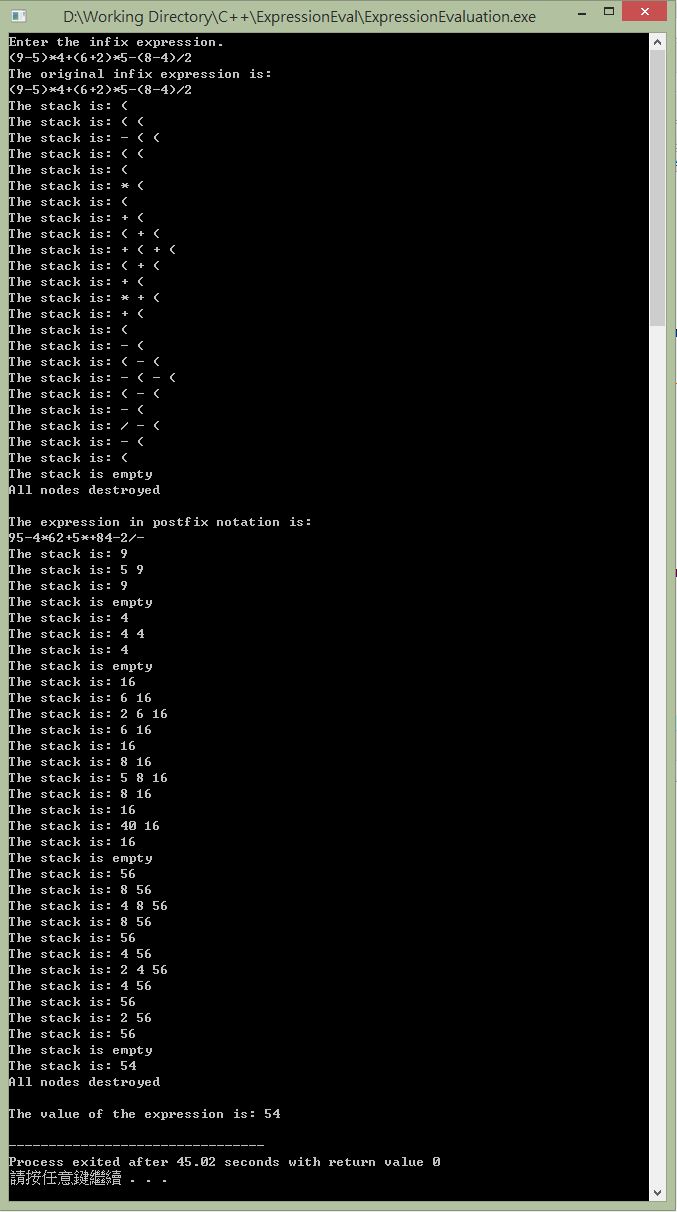 D:\Working Directory\C++\ExpressionEval\ExpressionEvaluation.exe
Enter the infix expression.
(9-5)*4+(6+2)*5-(8-4)/2
The original infix expression is:
(9-5)*4+(6+2)*5-(8-4)/2
The stack is: (
The stack is: ( (
The stack is: - ( (
The stack is: ( (
The stack is: (
The stack is: * (
The stack is: (
The stack is: + (
The stack is: ( + (
The stack is: + ( + (
The stack is: ( + (
The stack is: + (
The stack is: * + (
The stack is: + (
The stack is: (
The stack is: - (
The stack is: ( - (
The stack is: - ( - (
The stack is: ( - (
The stack is: - (
The stack is: / - (
The stack is: - (
The stack is: (
The stack is empty
All nodes destroyed
The expression in postfix notation is:
95-4*62+5*+84-2/-
The stack is: 9
The stack is: 5 9
The stack is: 9
The stack is empty
The stack is: 4
The stack is: 4 4
The stack is: 4
The stack is empty
The stack is: 16
The stack is: 6 16
The stack is: 2 6 16
The stack is: 6 16
The stack is: 16
The stack is: 8 16
The stack is: 5 8 16
The stack is: 8 16
The stack is: 16
The stack is: 40 16
The stack is: 16
The stack is empty
The stack is: 56
The stack is: 8 56
The stack is: 4 8 56
The stack is: 8 56
The stack is: 56
The stack is: 4 56
The stack is: 2 4 56
The stack is: 4 56
The stack is: 56
The stack is: 2 56
The stack is: 56
The stack is empty
The stack is: 54
All nodes destroyed
The value of the expression is: 54
--------------------------------
Process exited after 45.02 seconds with return value 0
請按任意鍵繼續 . . .